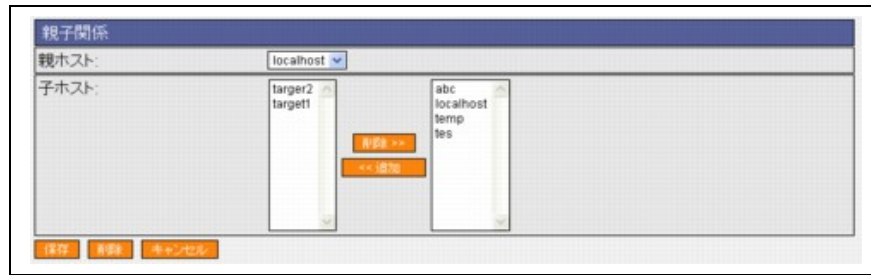 親子関係
親ホスト:
localhost
子ホスト:
targer2
target1
削除 >>
<< 追加
abc
localhost
temp
tes
保存 削除 キャンセル